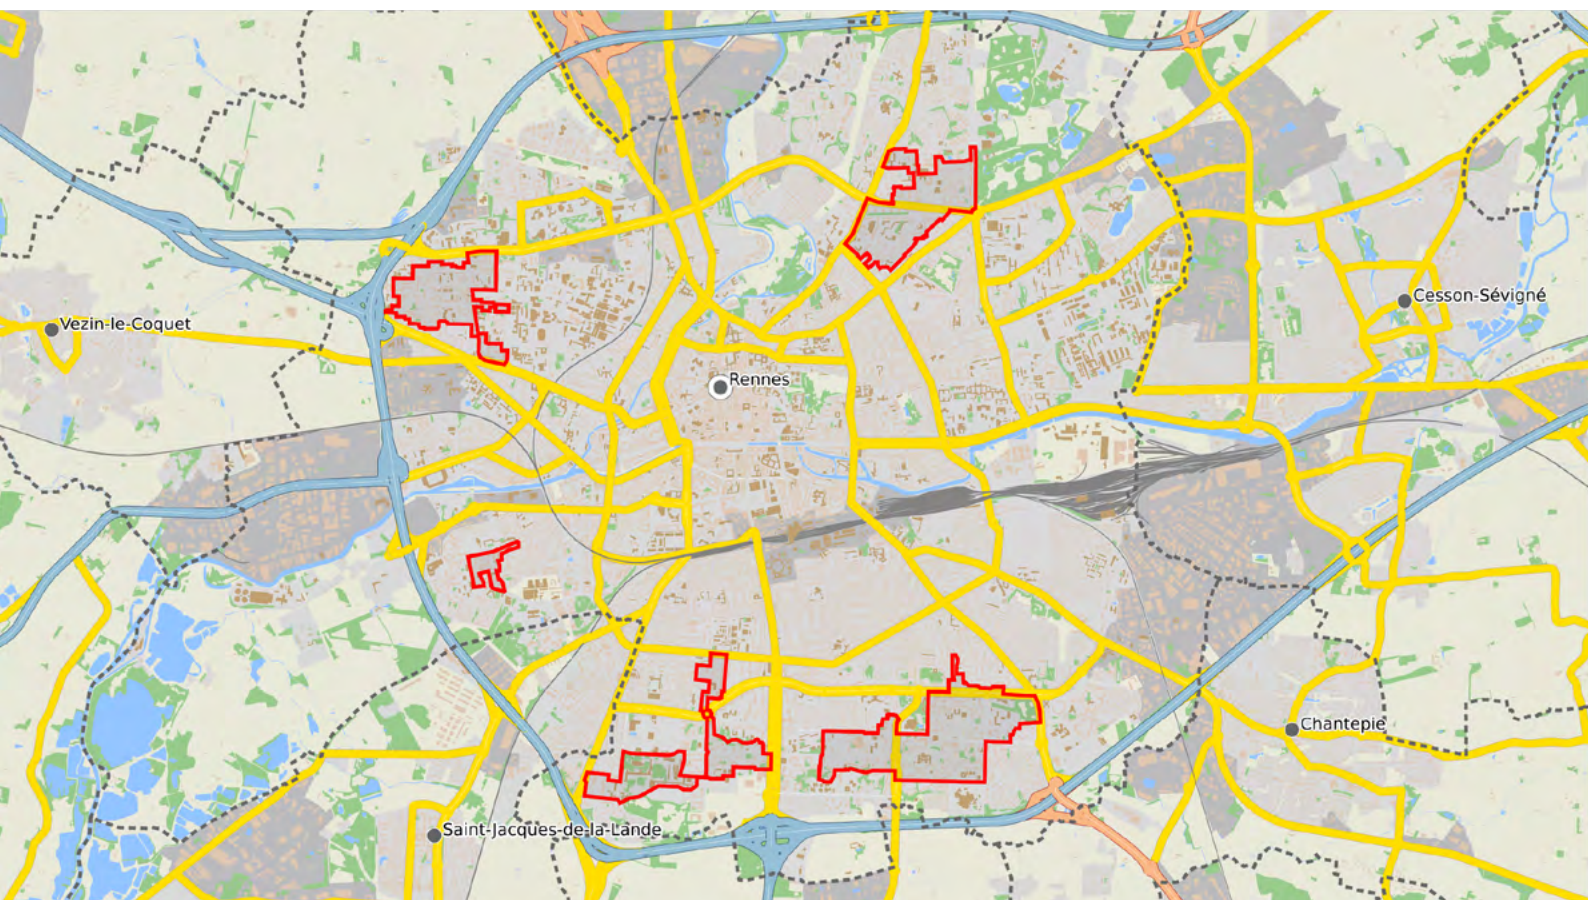 Cesson-Sévigné
Vezin-le-Coquet
Rennes
Chantepie
Saint-Jacques-de-la-Lande